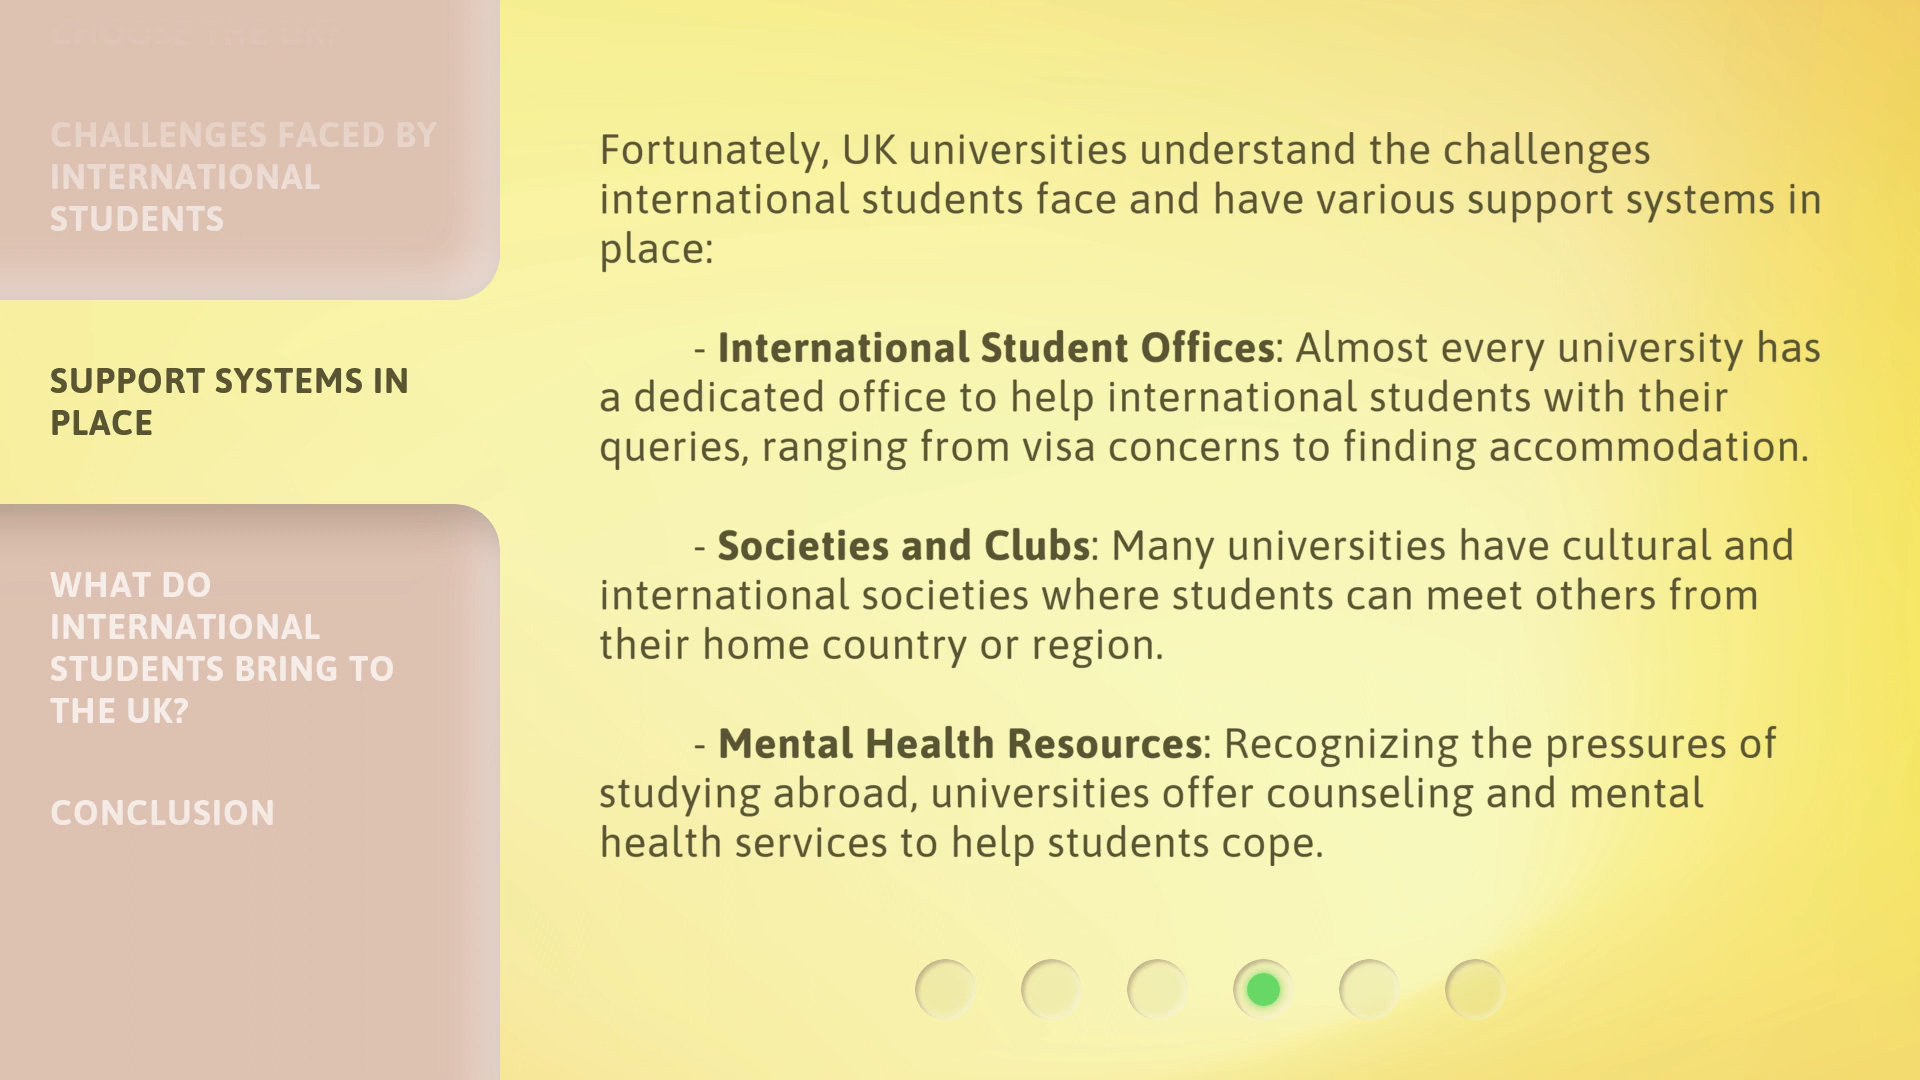 CHOOSE THE UK?
CHALLENGES FACED BY
INTERNATIONAL
STUDENTS
SUPPORT SYSTEMS IN
PLACE
WHAT DO
INTERNATIONAL
STUDENTS BRING TO
THE UK?
CONCLUSION
Fortunately, UK universities understand the challenges
international students face and have various support systems in
place:
- International Student Offices: Almost every university has
a dedicated office to help international students with their
queries, ranging from visa concerns to finding accommodation.
- Societies and Clubs: Many universities have cultural and
international societies where students can meet others from
their home country or region.
- Mental Health Resources: Recognizing the pressures of
studying abroad, universities offer counseling and mental
health services to help students cope.